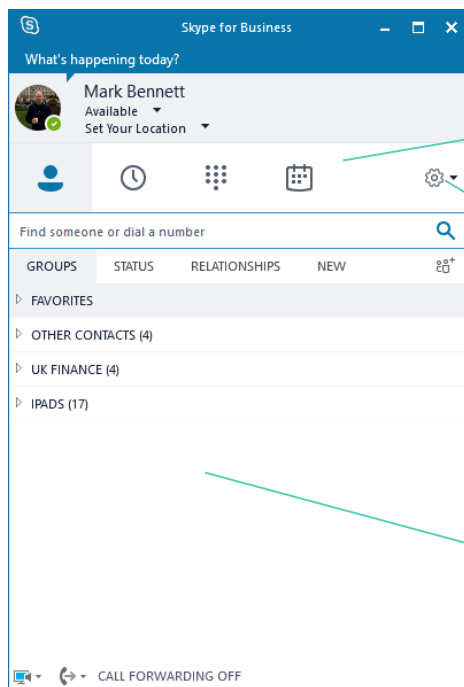 Skype for Business
What's happening today?
Mark Bennett
Available
Set Your Location
Find someone or dial a number
GROUPS STATUS RELATIONSHIPS NEW
FAVORITES
OTHER CONTACTS (4)
UK FINANCE (4)
IPADS (17)
CALL FORWARDING OFF